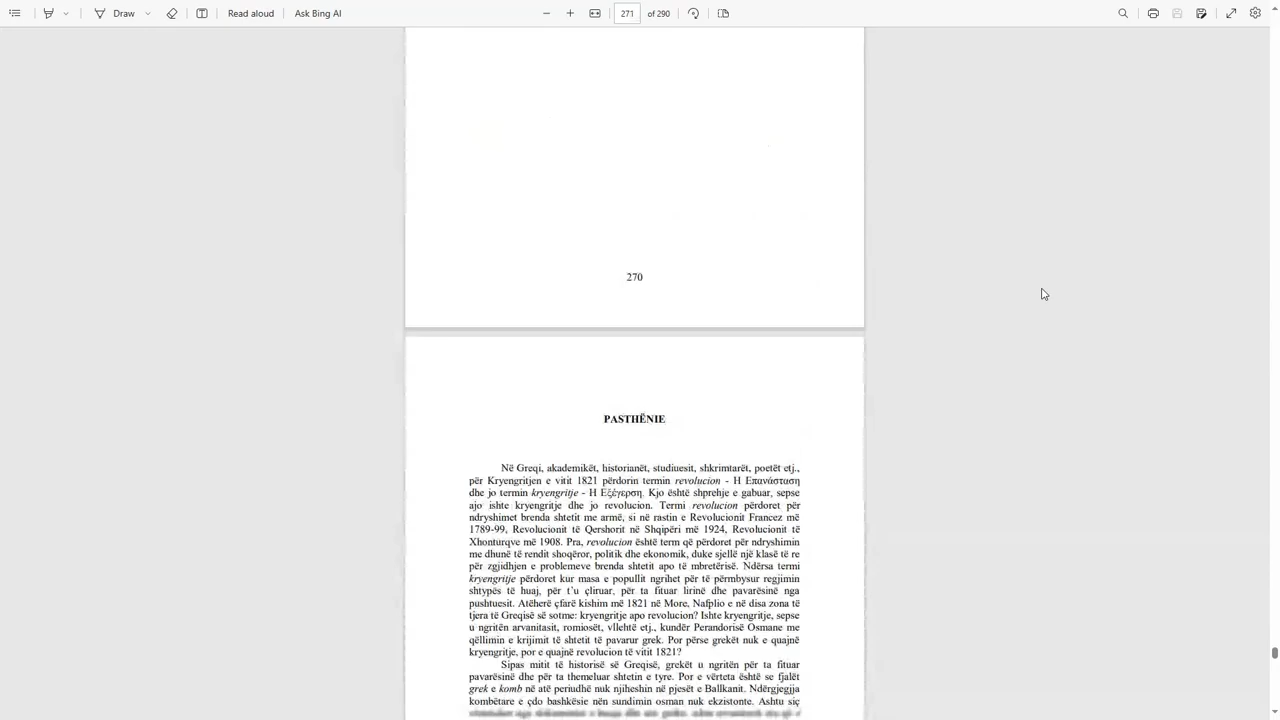 Draw
Read aloud
Ask Bing AI
271 of 290
270
PASTHËNIE
Në Greqi, akademikët, historianët, studiuesit, shkrimtarët, poetët etj.,
për Kryengritjen e vitit 1821 përdorin termin revolucion - Η Επανάσταση
dhe jo termin kryengritje - Η Εξέγερση. Kjo është shprehje e gabuar, sepse
ajo ishte kryengritje dhe jo revolucion. Termi revolucion përdoret për
ndryshimet brenda shtetit me armë, si në rastin e Revolucionit Francez më
1789-99, Revolucionit të Qershorit në Shqipëri më 1924, Revolucionit të
Xhonturqve më 1908. Pra, revolucion është term që përdoret për ndryshimin
me dhunë të rendit shoqëror, politik dhe ekonomik, duke sjellë një klasë të re
për zgjidhjen e problemeve brenda shtetit apo të mbretërisë. Ndërsa termi
kryengritje përdoret kur masa e popullit ngrihet për të përmbysur regjimin
shtypës të huaj, për t’u çliruar, për ta fituar lirinë dhe pavarësinë nga
pushtuesit. Atëherë çfarë kishim më 1821 në More, Nafplio e në disa zona të
tjera të Greqisë së sotme: kryengritje apo revolucion? Ishte kryengritje, sepse
u ngritën arvanitasit, romiosët, vllehtë etj., kundër Perandorisë Osmane me
qëllimin e krijimit të shtetit të pavarur grek. Por përse grekët nuk e quajnë
kryengritje, por e quajnë revolucion të vitit 1821?
Sipas mitit të historisë së Greqisë, grekët u ngritën për ta fituar
pavarësinë dhe për ta themeluar shtetin e tyre. Por e vërteta është se fjalët
grek e komb në atë periudhë nuk njiheshin në pjesët e Ballkanit. Ndërgjegjja
kombëtare e çdo bashkësie nën sundimin osman nuk ekzistonte. Ashtu siç